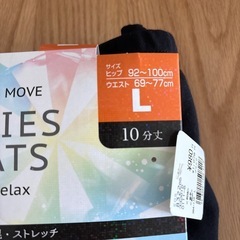 MOVE
サイズ
ヒップ 92〜100cm
ウエスト 69〜77cm
L
IES
10分丈
ATS
elax
・ストレッチ